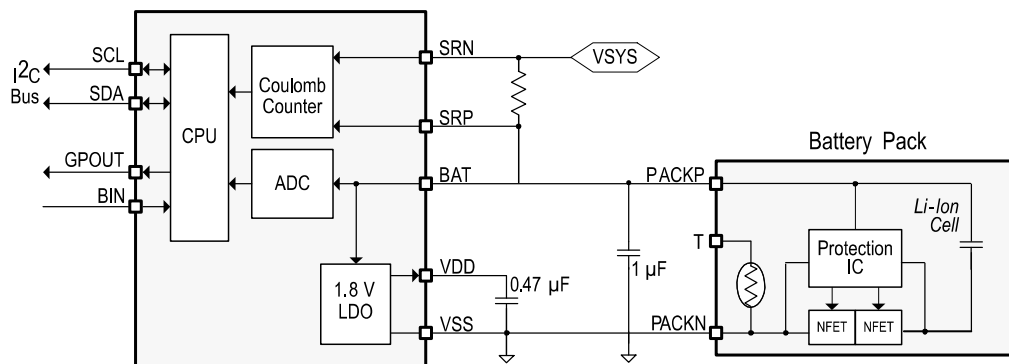 SCL
I2C
Bus
SDA
GPOUT
BIN
CPU
Coulomb
Counter
ADC
1.8 V
LDO
SRN
SRP
BAT
VDD
VSS
VSYS
0.47 µF
1 µF
Battery Pack
PACKP
T
PACKN
Li-Ion
Cell
Protection
IC
NFET
NFET